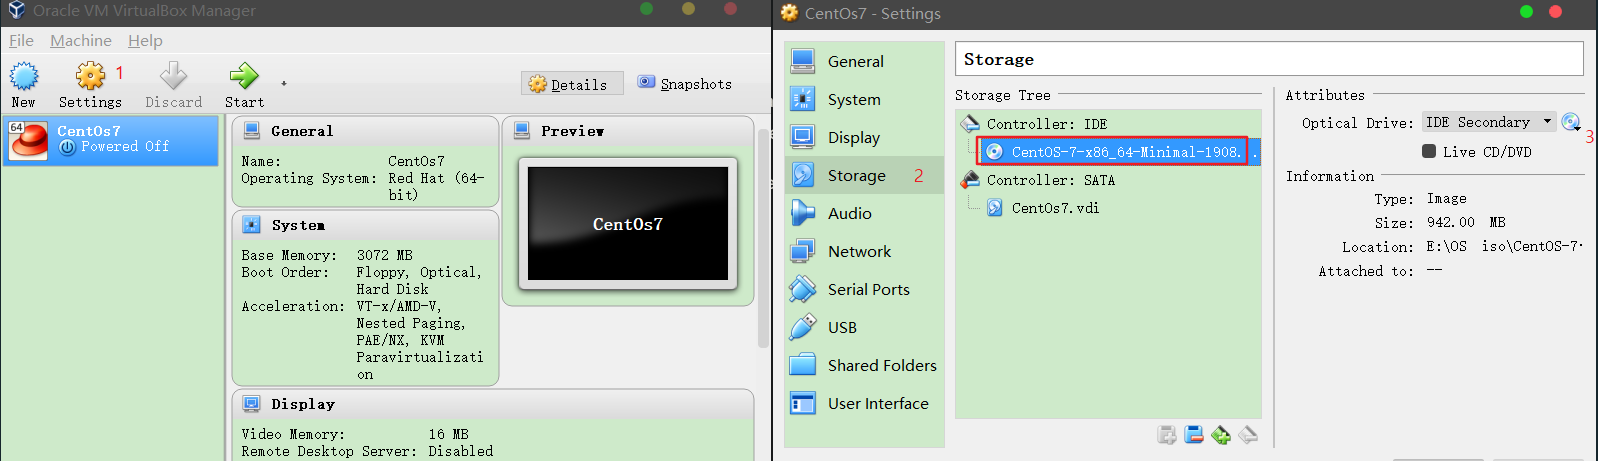 Oracle VM VirtualBox Manager
File Machine Help
1
New Settings Discard Start
Details Snapshots
64
CentOs7
Powered Off
General
Name: CentOs7
Operating System: Red Hat (64-
bit)
System
Base Memory: 3072 MB
Boot Order: Floppy, Optical,
Hard Disk
Acceleration: VT-x/AMD-V,
Nested Paging,
PAE/NX, KVM
Paravirtualizati
on
Display
Video Memory: 16 MB
Remote Desktop Server: Disabled
Preview
CentOs7
CentOs7 - Settings
General
System
Display
Storage 2
Audio
Network
Serial Ports
USB
Shared Folders
User Interface
Storage
Storage Tree
Controller: IDE
CentOS-7-x86_64-Minimal-1908. .
Controller: SATA
CentOs7.vdi
Attributes
Optical Drive: IDE Secondary
3
Live CD/DVD
Information
Type: Image
Size: 942.00 MB
Location: E:\OS iso\CentOS-7-
Attached to: --